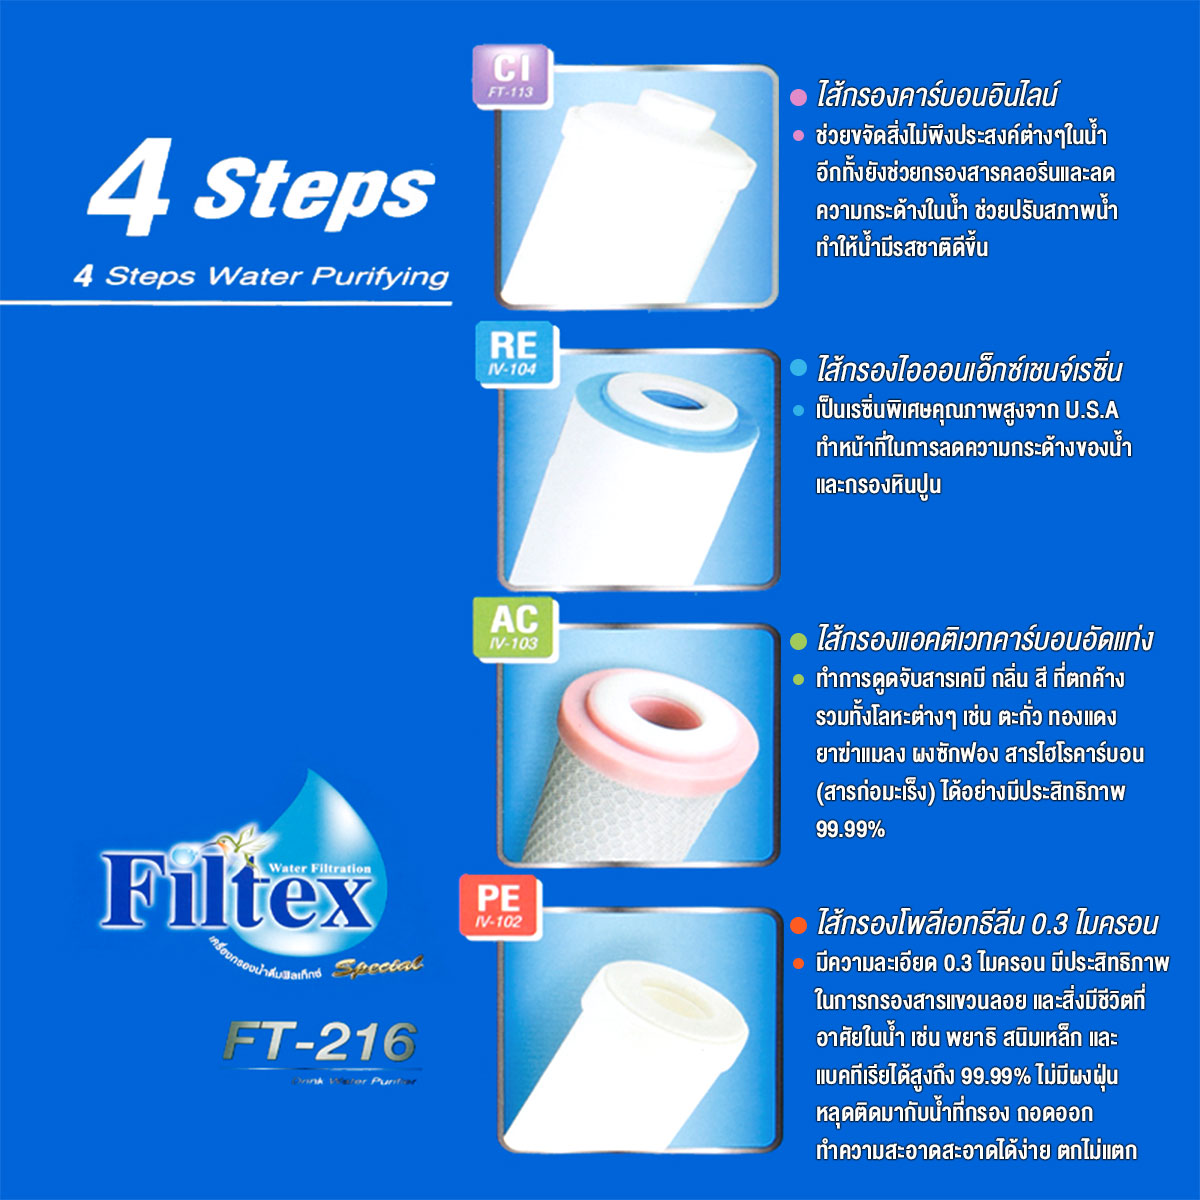 4 Steps
4 Steps Water Purifying
CI
FT-113
ไส้กรองคาร์บอนอินไลน์
ช่วยขจัดสิ่งไม่พึงประสงค์ต่างๆในน้ำ
อีกทั้งยังช่วยกรองสารคลอรีนและลด
ความกระด้างในน้ำ ช่วยปรับสภาพน้ำ
ทำให้น้ำมีรสชาติดีขึ้น
RE
IV-104
ไส้กรองไอออนเอ็กซ์เชนจ์เรซิ่น
เป็นเรซิ่นพิเศษคุณภาพสูงจาก U.S.A
ทำหน้าที่ในการลดความกระด้างของน้ำ
และกรองหินปูน
AC
IV-103
ไส้กรองแอคติเวทคาร์บอนอัดแท่ง
ทำการดูดจับสารเคมี กลิ่น สี ที่ตกค้าง
รวมทั้งโลหะต่างๆ เช่น ตะกั่ว ทองแดง
ยาฆ่าแมลง ผงซักฟอง สารไฮโรคาร์บอน
(สารก่อมะเร็ง) ได้อย่างมีประสิทธิภาพ
99.99%
PE
IV-102
ไส้กรองโพลีเอทธีลีน 0.3 ไมครอน
มีความละเอียด 0.3 ไมครอน มีประสิทธิภาพ
ในการกรองสารแขวนลอย และสิ่งมีชีวิตที่
อาศัยในน้ำ เช่น พยาธิ สนิมเหล็ก และ
แบคทีเรียได้สูงถึง 99.99% ไม่มีผงฝุ่น
หลุดติดมากับน้ำที่กรอง ถอดออก
ทำความสะอาดสะอาดได้ง่าย ตกไม่แตก
Water Filtration
Filtex
เครื่องกรองน้ำดื่มฟิลเท็กซ์
Special
FT-216
Drink Water Purifier